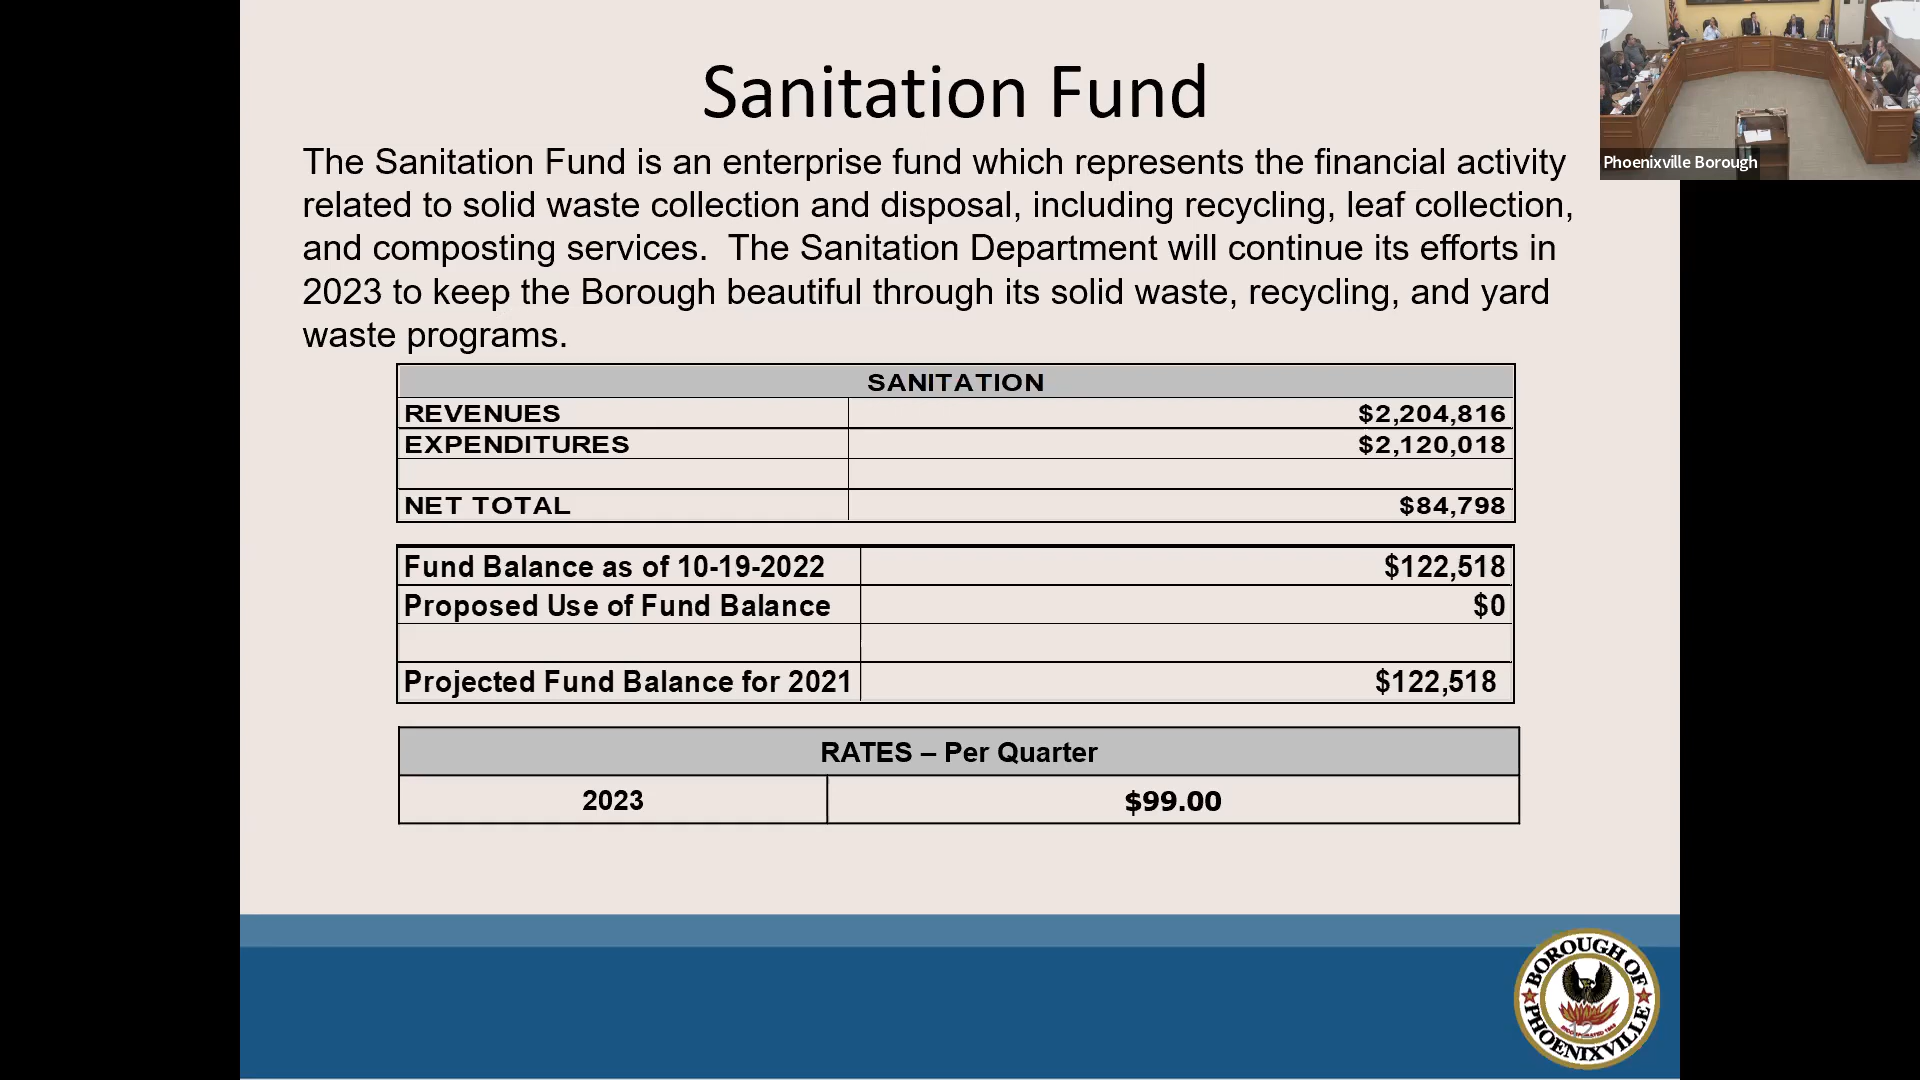 Sanitation Fund
The Sanitation Fund is an enterprise fund which represents the financial activity
related to solid waste collection and disposal, including recycling, leaf collection,
and composting services.  The Sanitation Department will continue its efforts in
2023 to keep the Borough beautiful through its solid waste, recycling, and yard
waste programs.
SANITATION
REVENUES $2,204,816
EXPENDITURES $2,120,018
NET TOTAL $84,798
Fund Balance as of 10-19-2022 $122,518
Proposed Use of Fund Balance $0
Projected Fund Balance for 2021 $122,518
RATES – Per Quarter
2023 $99.00
Phoenixville Borough
BOROUGH OF
PHOENIXVILLE
12